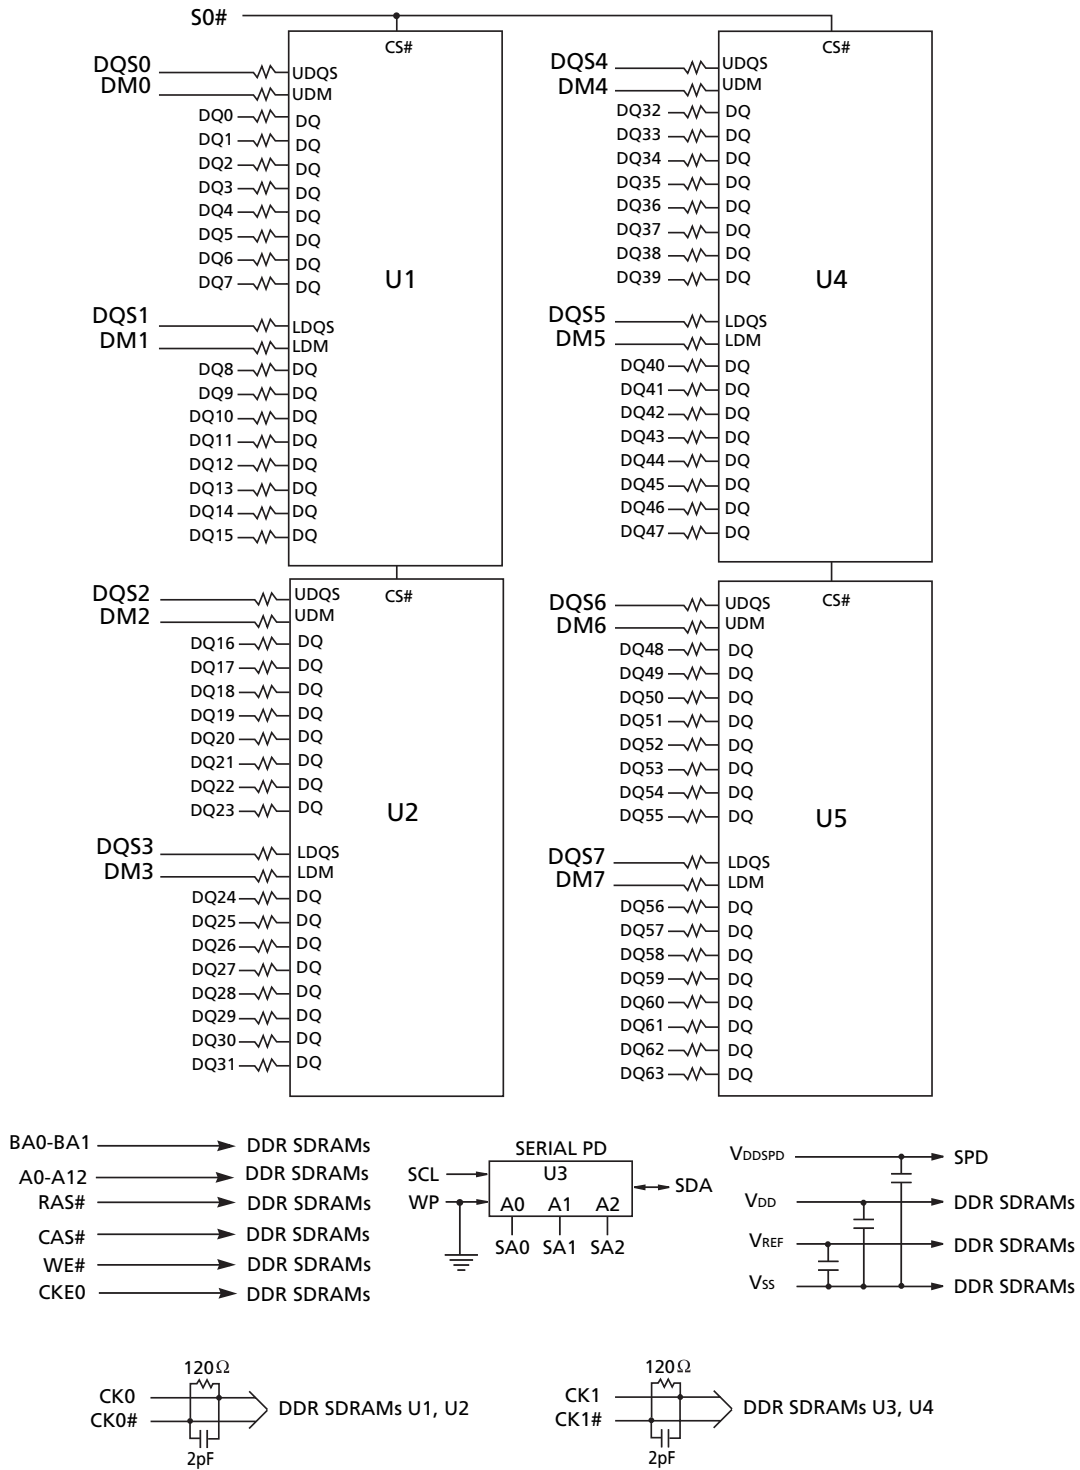 S0#
CS#
DQS0 UDQS
DM0 UDM
DQ0 DQ
DQ1 DQ
DQ2 DQ
DQ3 DQ
DQ4 DQ
DQ5 DQ
DQ6 DQ
DQ7 DQ
U1
DQS1 LDQS
DM1 LDM
DQ8 DQ
DQ9 DQ
DQ10 DQ
DQ11 DQ
DQ12 DQ
DQ13 DQ
DQ14 DQ
DQ15 DQ
CS#
DQS4 UDQS
DM4 UDM
DQ32 DQ
DQ33 DQ
DQ34 DQ
DQ35 DQ
DQ36 DQ
DQ37 DQ
DQ38 DQ
DQ39 DQ
U4
DQS5 LDQS
DM5 LDM
DQ40 DQ
DQ41 DQ
DQ42 DQ
DQ43 DQ
DQ44 DQ
DQ45 DQ
DQ46 DQ
DQ47 DQ
CS#
DQS2 UDQS
DM2 UDM
DQ16 DQ
DQ17 DQ
DQ18 DQ
DQ19 DQ
DQ20 DQ
DQ21 DQ
DQ22 DQ
DQ23 DQ
U2
DQS3 LDQS
DM3 LDM
DQ24 DQ
DQ25 DQ
DQ26 DQ
DQ27 DQ
DQ28 DQ
DQ29 DQ
DQ30 DQ
DQ31 DQ
CS#
DQS6 UDQS
DM6 UDM
DQ48 DQ
DQ49 DQ
DQ50 DQ
DQ51 DQ
DQ52 DQ
DQ53 DQ
DQ54 DQ
DQ55 DQ
U5
DQS7 LDQS
DM7 LDM
DQ56 DQ
DQ57 DQ
DQ58 DQ
DQ59 DQ
DQ60 DQ
DQ61 DQ
DQ62 DQ
DQ63 DQ
BA0-BA1 DDR SDRAMs
A0-A12 DDR SDRAMs
RAS# DDR SDRAMs
CAS# DDR SDRAMs
WE# DDR SDRAMs
CKE0 DDR SDRAMs
SERIAL PD
SCL U3 SDA
WP A0 A1 A2
SA0 SA1 SA2
VDDSPD SPD
VDD DDR SDRAMs
VREF DDR SDRAMs
VSS DDR SDRAMs
120Ω
CK0
CK0#
DDR SDRAMs U1, U2
2pF
120Ω
CK1
CK1#
DDR SDRAMs U3, U4
2pF